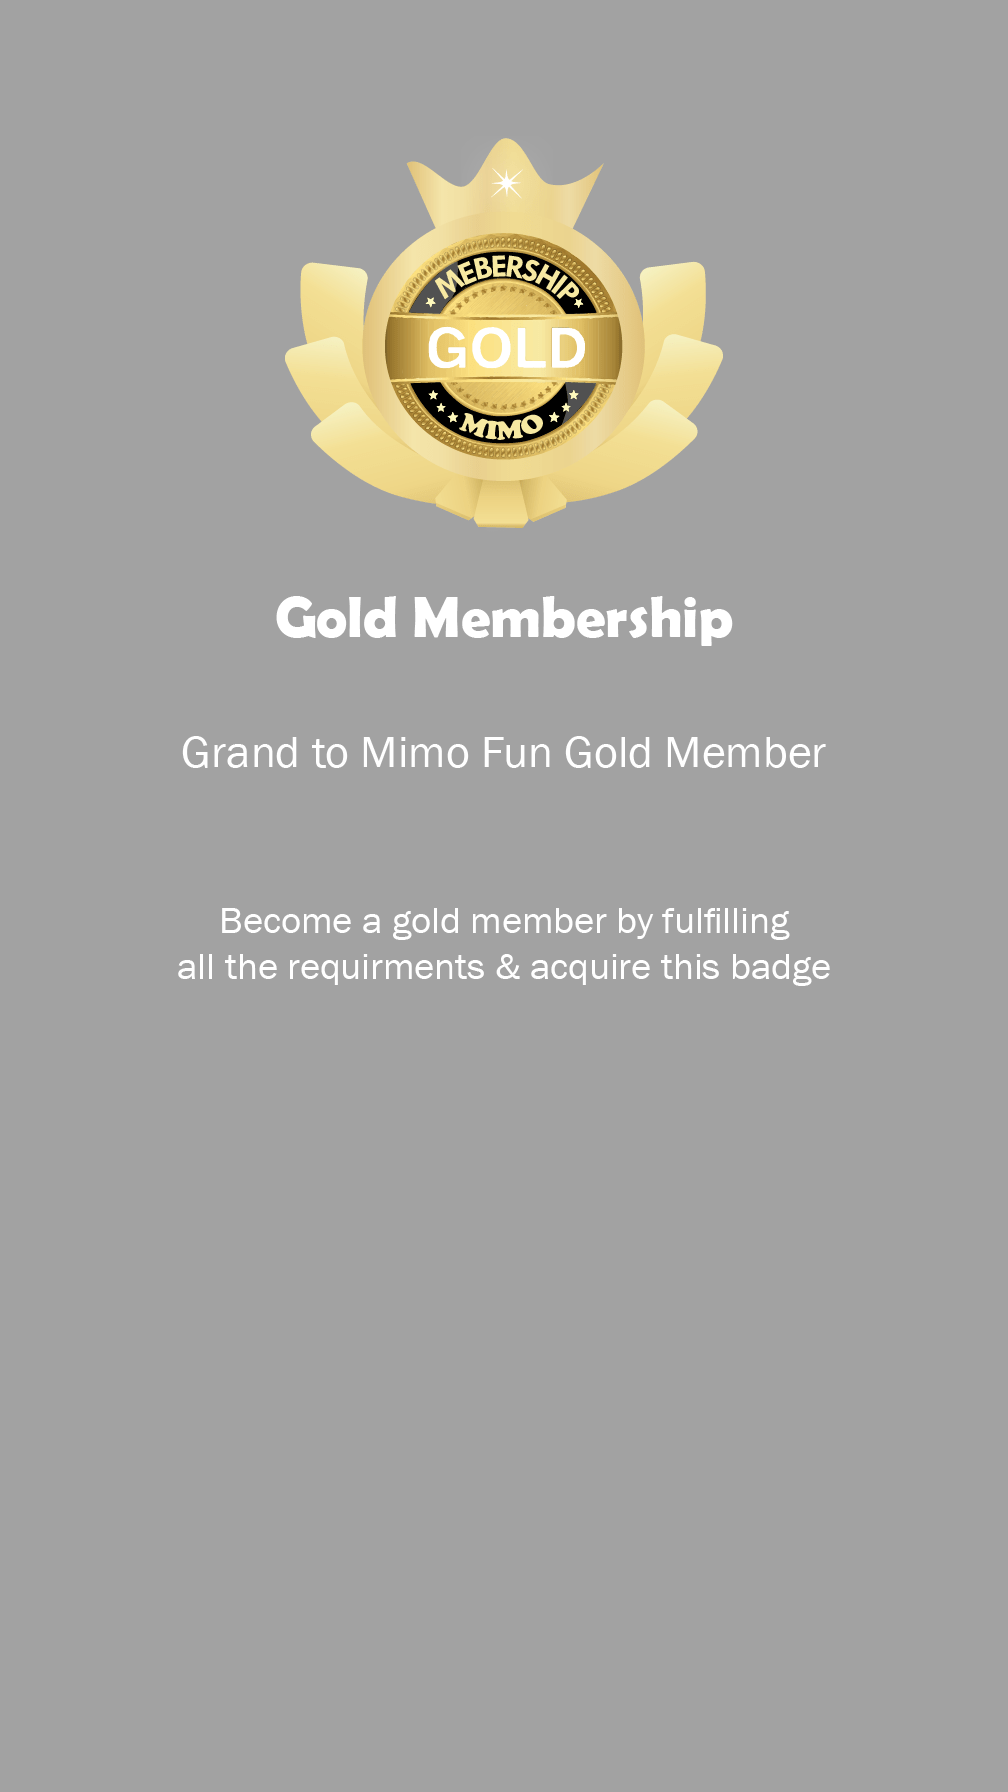 MEBERSHIP
GOLD
MIMO
Gold Membership
Grand to Mimo Fun Gold Member
Become a gold member by fulfilling
all the requirments & acquire this badge